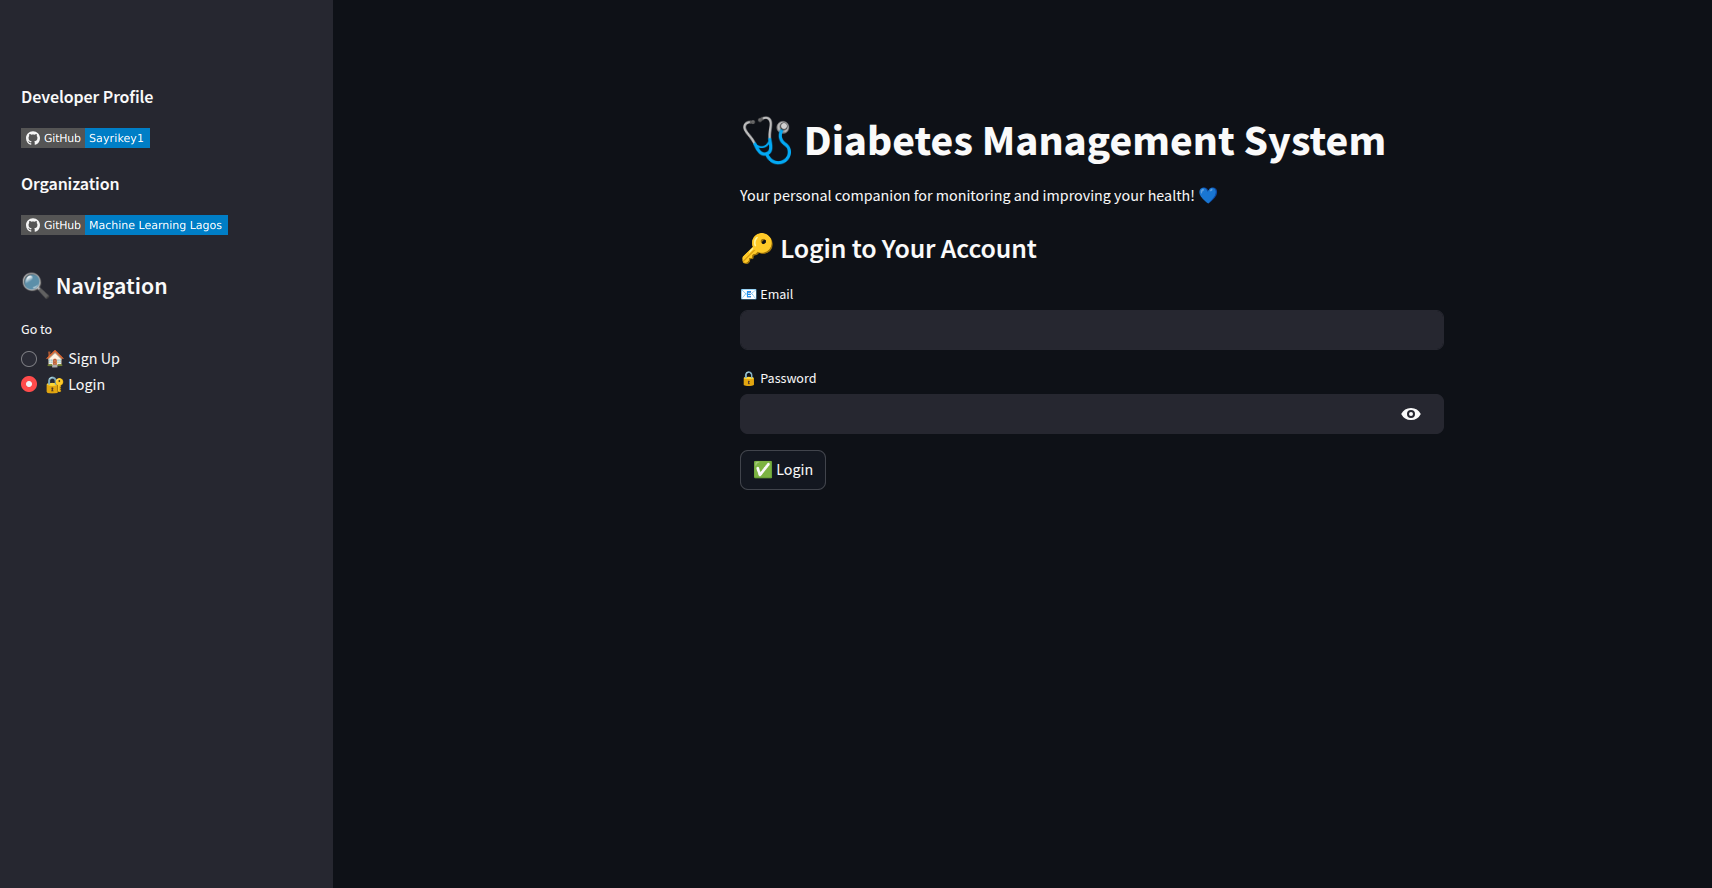 Developer Profile
GitHub Sayrikey1
Organization
GitHub Machine Learning Lagos
🔍 Navigation
Go to
🏠 Sign Up
🔐 Login
🩺 Diabetes Management System
Your personal companion for monitoring and improving your health! 💙
🔑 Login to Your Account
📧 Email
🔒 Password
✅ Login